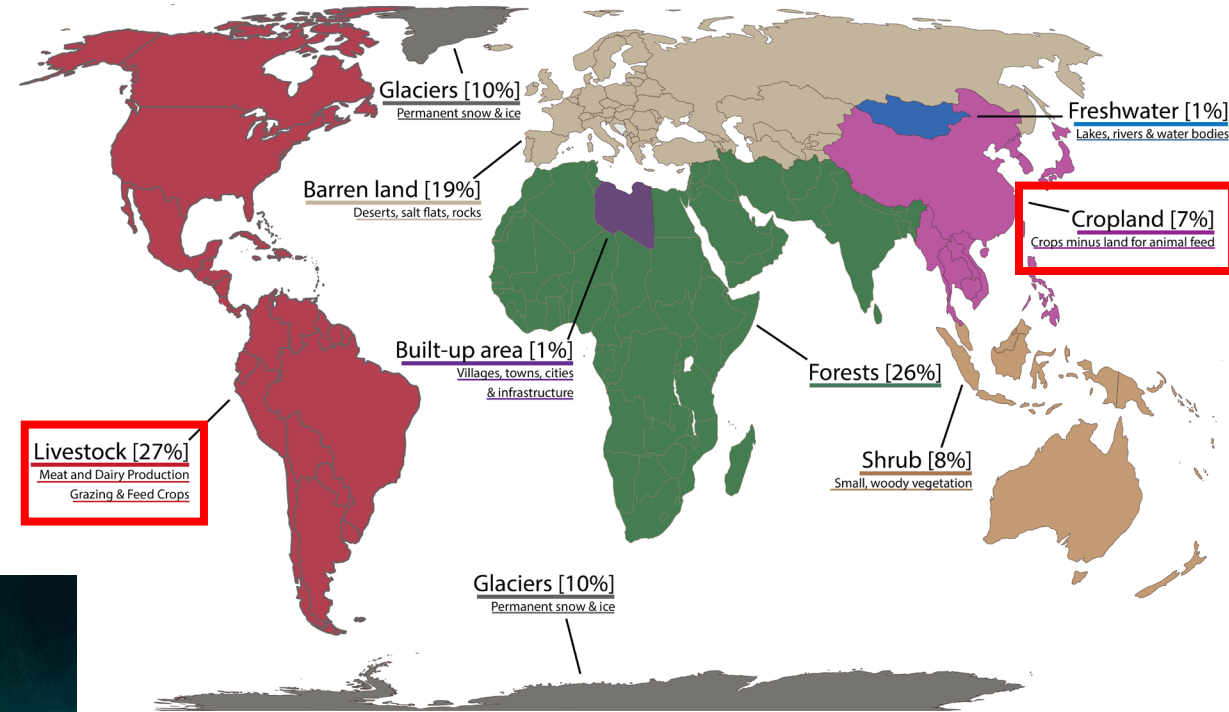 Glaciers [10%]
Permanent snow & ice
Freshwater [1%]
Lakes, rivers & water bodies
Barren land [19%]
Deserts, salt flats, rocks
Cropland [7%]
Crops minus land for animal feed
Built-up area [1%]
Villages, towns, cities
& infrastructure
Forests [26%]
Livestock [27%]
Meat and Dairy Production
Grazing & Feed Crops
Shrub [8%]
Small, woody vegetation
Glaciers [10%]
Permanent snow & ice